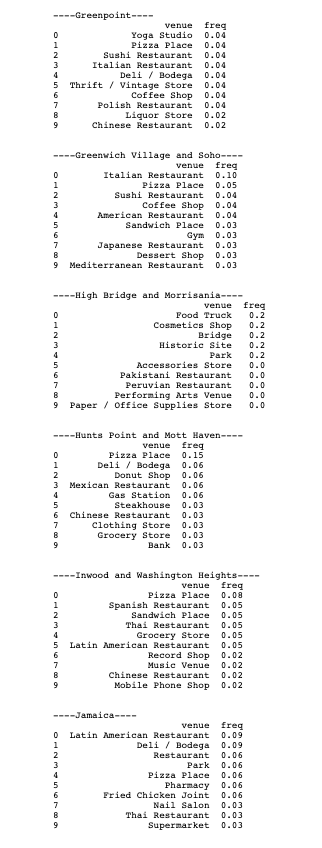 ----Greenpoint----
venue freq
0 Yoga Studio 0.04
1 Pizza Place 0.04
2 Sushi Restaurant 0.04
3 Italian Restaurant 0.04
4 Deli / Bodega 0.04
5 Thrift / Vintage Store 0.04
6 Coffee Shop 0.04
7 Polish Restaurant 0.04
8 Liquor Store 0.02
9 Chinese Restaurant 0.02
----Greenwich Village and Soho----
venue freq
0 Italian Restaurant 0.10
1 Pizza Place 0.05
2 Sushi Restaurant 0.04
3 Coffee Shop 0.04
4 American Restaurant 0.04
5 Sandwich Place 0.03
6 Gym 0.03
7 Japanese Restaurant 0.03
8 Dessert Shop 0.03
9 Mediterranean Restaurant 0.03
----High Bridge and Morrisania----
venue freq
0 Food Truck 0.2
1 Cosmetics Shop 0.2
2 Bridge 0.2
3 Historic Site 0.2
4 Park 0.2
5 Accessories Store 0.0
6 Pakistani Restaurant 0.0
7 Peruvian Restaurant 0.0
8 Performing Arts Venue 0.0
9 Paper / Office Supplies Store 0.0
----Hunts Point and Mott Haven----
venue freq
0 Pizza Place 0.15
1 Deli / Bodega 0.06
2 Donut Shop 0.06
3 Mexican Restaurant 0.06
4 Gas Station 0.06
5 Steakhouse 0.03
6 Chinese Restaurant 0.03
7 Clothing Store 0.03
8 Grocery Store 0.03
9 Bank 0.03
----Inwood and Washington Heights----
venue freq
0 Pizza Place 0.08
1 Spanish Restaurant 0.05
2 Sandwich Place 0.05
3 Thai Restaurant 0.05
4 Grocery Store 0.05
5 Latin American Restaurant 0.05
6 Record Shop 0.02
7 Music Venue 0.02
8 Chinese Restaurant 0.02
9 Mobile Phone Shop 0.02
----Jamaica----
venue freq
0 Latin American Restaurant 0.09
1 Deli / Bodega 0.09
2 Restaurant 0.06
3 Park 0.06
4 Pizza Place 0.06
5 Pharmacy 0.06
6 Fried Chicken Joint 0.06
7 Nail Salon 0.03
8 Thai Restaurant 0.03
9 Supermarket 0.03